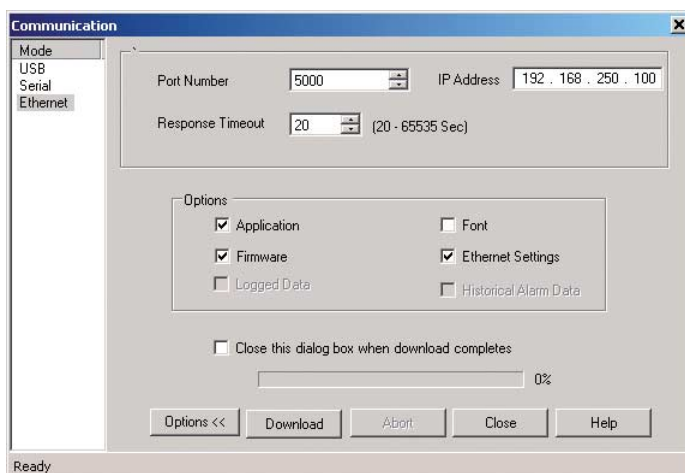 Communication
Mode
USB
Serial
Ethernet
Port Number 5000 IP Address 192 . 168 . 250 . 100
Response Timeout 20 (20 - 65535 Sec)
Options
Application Font
Firmware Ethernet Settings
Logged Data Historical Alarm Data
Close this dialog box when download completes
0%
Options << Download Abort Close Help
Ready